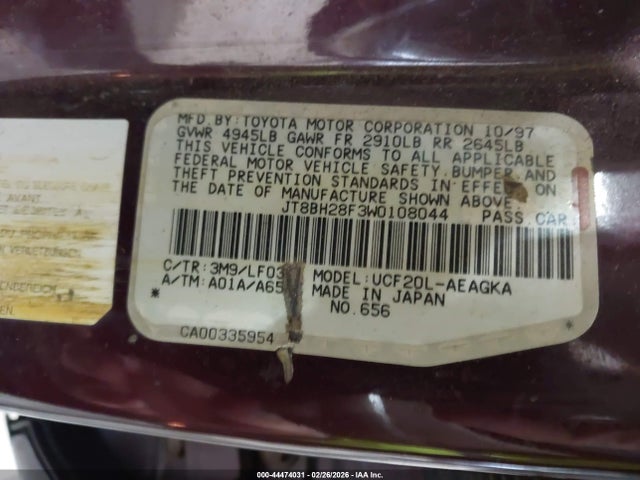 MFD.BY:TOYOTA MOTOR CORPORATION 10/97
GVWR 4945LB GAWR FR 2910LB RR 2645LB
THIS VEHICLE CONFORMS TO ALL APPLICABLE
FEDERAL MOTOR VEHICLE SAFETY,BUMPER,AND
THEFT PREVENTION STANDARDS IN EFFECT ON
THE DATE OF MANUFACTURE SHOWN ABOVE.
JT8BH28F3W0108044 PASS.CAR
C/TR:3M9/LF03 MODEL:UCF20L-AEAGKA
A/TM:A01A/A65 MADE IN JAPAN
* NO.656 *
CA00335954
AVANT
000-44474031 - 02/26/2026 - © IAA Inc.